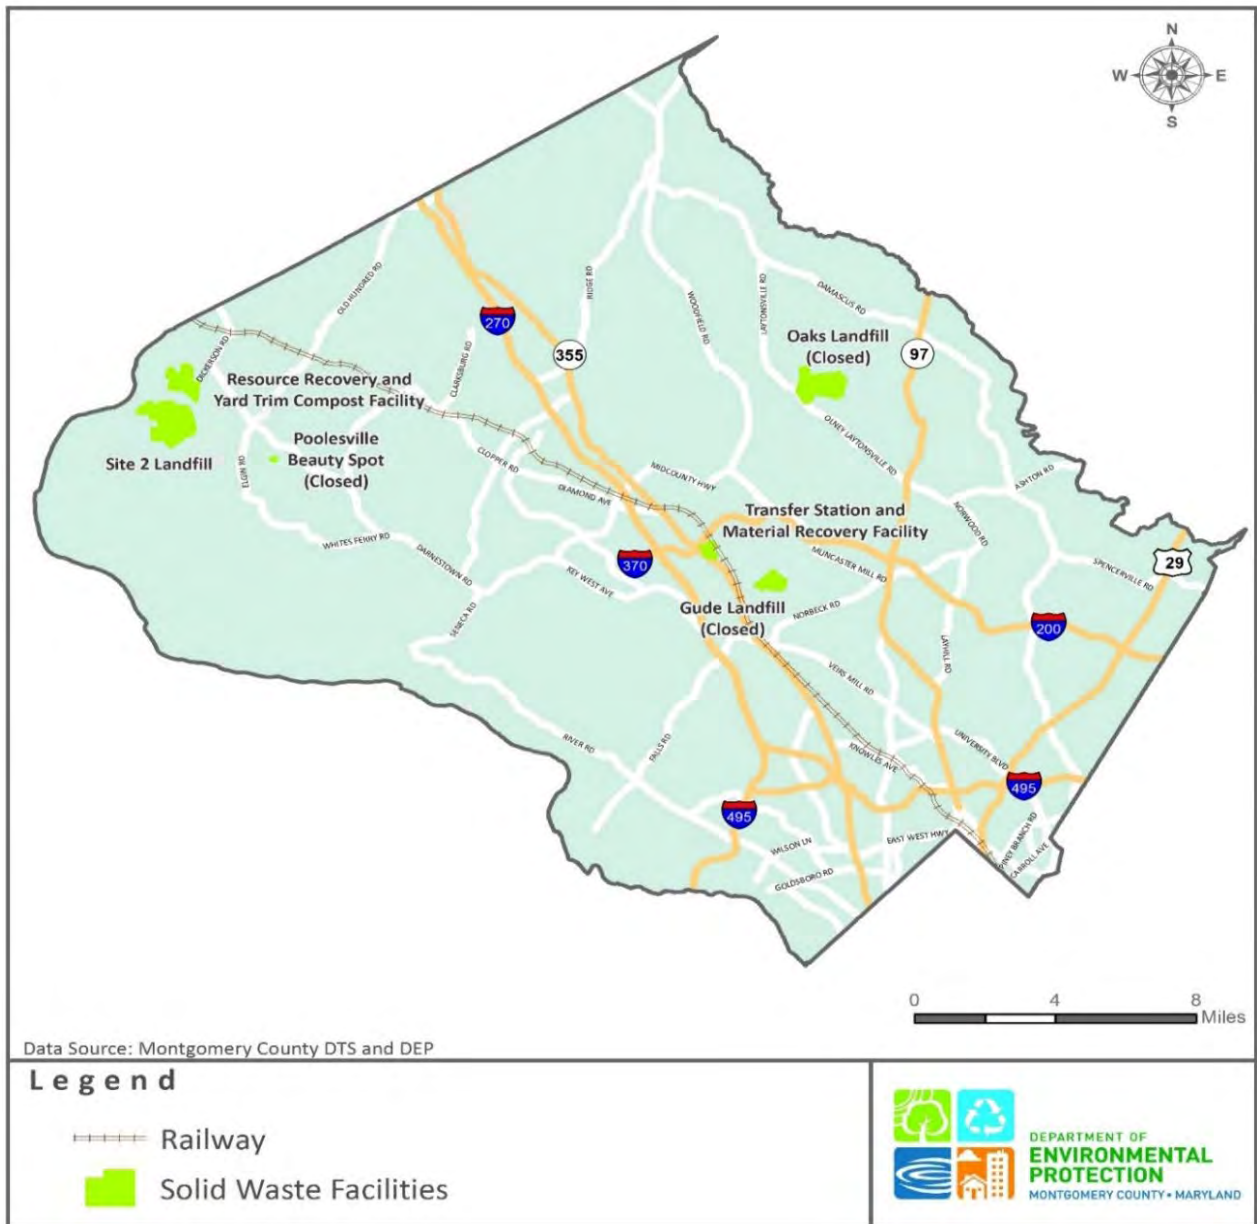 N
W E
S
OLD HUNDRED RD
RIDGE RD
WOODFIELD RD
LAYTONSVILLE RD
DAMASCUS RD
270
355
Oaks Landfill
(Closed)
97
DICKERSON RD
CLARKSBURG RD
Resource Recovery and
Yard Trim Compost Facility
Site 2 Landfill
Poolesville
Beauty Spot
(Closed)
ELGIN RD
CLOPPER RD
DIAMOND AVE
MIDCOUNTY HWY
OLNEY LAYTONSVILLE RD
ASHTON RD
NORWOOD RD
Transfer Station and
Material Recovery Facility
WHITES FERRY RD
DARNESTOWN RD
370
KEY WEST AVE
MUNCASTER MILL RD
SPENCERVILLE RD
29
SENECA RD
Gude Landfill
(Closed)
NORBECK RD
200
LAYHILL RD
VEIRS MILL RD
RIVER RD
FALLS RD
KNOWLES AVE
UNIVERSITY BLVD
495
495
WILSON LN
EAST WEST HWY
PINEY BRANCH RD
CARROLL AVE
GOLDSBORO RD
0 4 8
Miles
Data Source: Montgomery County DTS and DEP
Legend
Railway
Solid Waste Facilities
DEPARTMENT OF
ENVIRONMENTAL
PROTECTION
MONTGOMERY COUNTY • MARYLAND